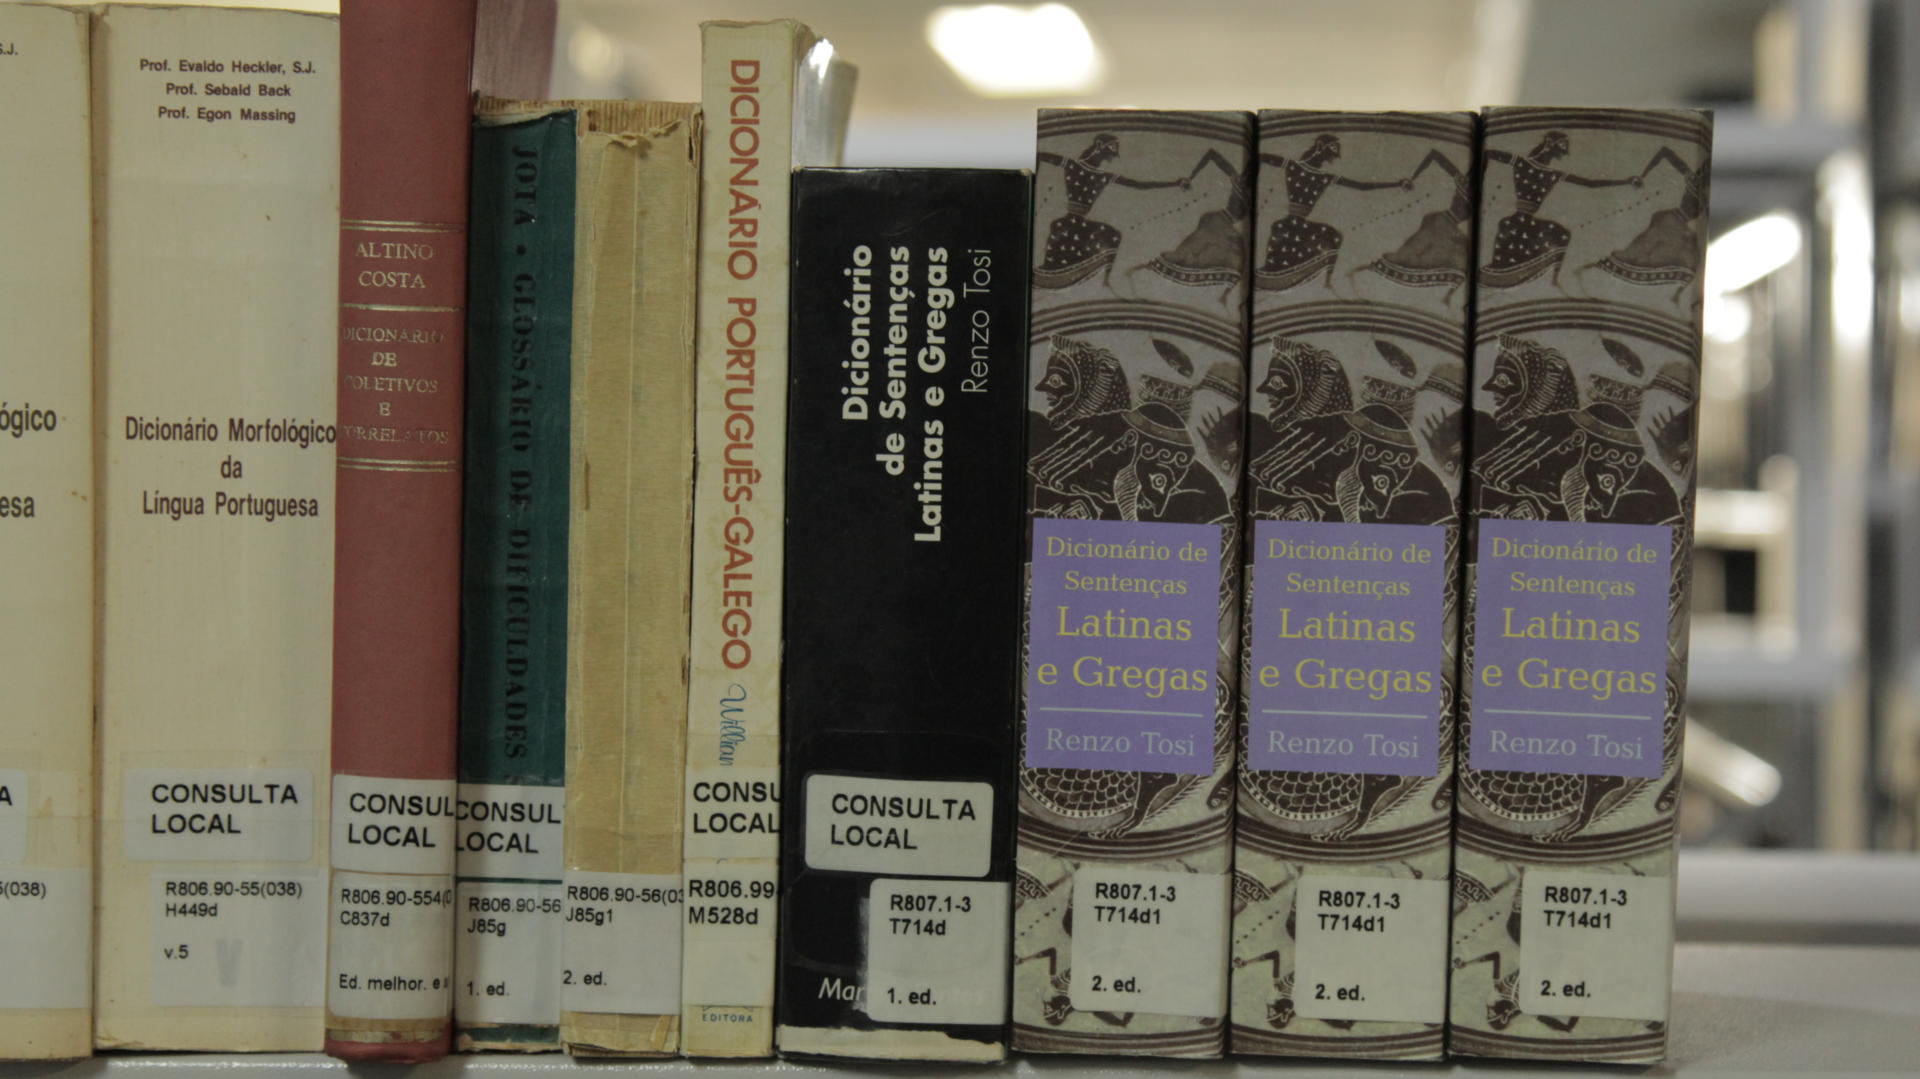 S.J.
ógico
esa
A
5(038)
Prof. Evaldo Heckler, S.J.
Prof. Sebald Back
Prof. Egon Massing
Dicionário Morfológico
da
Língua Portuguesa
CONSULTA
LOCAL
R806.90-55(038)
H449d
v.5
ALTINO
COSTA
DICIONÁRIO
DE
COLETIVOS
E
CORRELATOS
CONSUL
LOCAL
R806.90-554(0
C837d
Ed. melhor. e
JOTA • GLOSSÁRIO DE DIFICULDADES S
CONSUL
LOCAL
R806.90-56
J85g
1. ed.
R806.90-56(03
J85g1
2. ed.
DICIONÁRIO PORTUGUÊS-GALEGO
Willian
CONSU
LOCAL
R806.99
M528d
EDITORA
Dicionário
de Sentenças
Latinas e Gregas
Renzo Tosi
CONSULTA
LOCAL
R807.1-3
T714d
1. ed.
Mar
Dicionário de
Sentenças
Latinas
e Gregas
Renzo Tosi
R807.1-3
T714d1
2. ed.
Dicionário de
Sentenças
Latinas
e Gregas
Renzo Tosi
R807.1-3
T714d1
2. ed.
Dicionário de
Sentenças
Latinas
e Gregas
Renzo Tosi
R807.1-3
T714d1
2. ed.